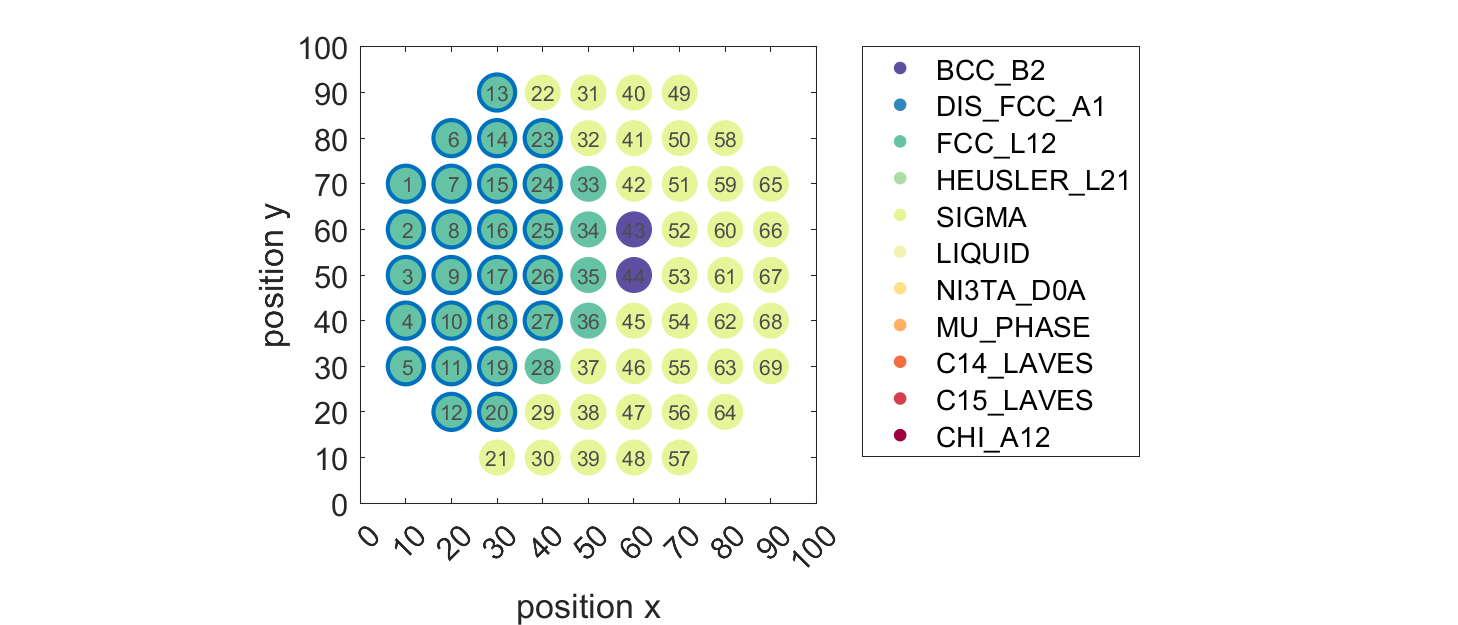 100
90
80
70
60
50
40
30
20
10
0
position y
13 22 31 40 49
6 14 23 32 41 50 58
1 7 15 24 33 42 51 59 65
2 8 16 25 34 43 52 60 66
3 9 17 26 35 44 53 61 67
4 10 18 27 36 45 54 62 68
5 11 19 28 37 46 55 63 69
12 20 29 38 47 56 64
21 30 39 48 57
0 10 20 30 40 50 60 70 80 90 100
position x
BCC_B2
DIS_FCC_A1
FCC_L12
HEUSLER_L21
SIGMA
LIQUID
NI3TA_D0A
MU_PHASE
C14_LAVES
C15_LAVES
CHI_A12